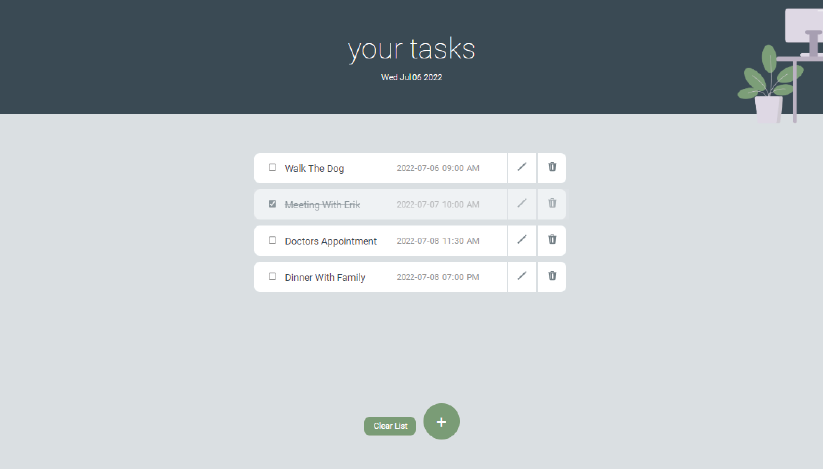 your tasks
Wed Jul 06 2022
Walk The Dog 2022-07-06 09:00 AM
Meeting With Erik 2022-07-07 10:00 AM
Doctors Appointment 2022-07-08 11:30 AM
Dinner With Family 2022-07-08 07:00 PM
Clear List +